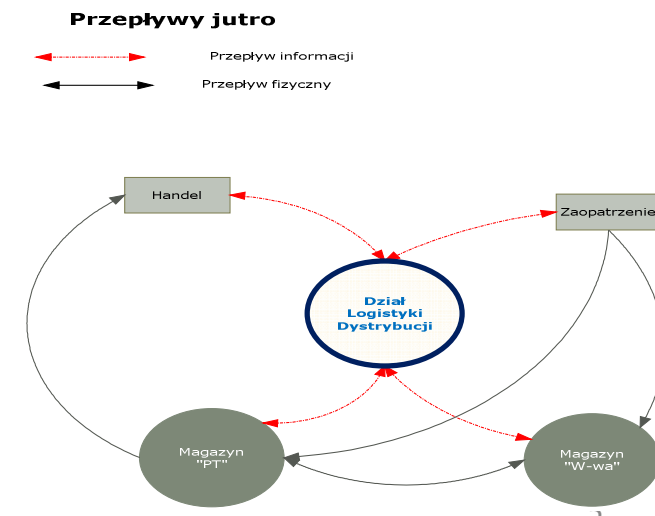 Przepływy jutro
Przepływ informacji
Przepływ fizyczny
Handel
Zaopatrzenie
Dział
Logistyki
Dystrybucji
Magazyn
"PT"
Magazyn
"W-wa"